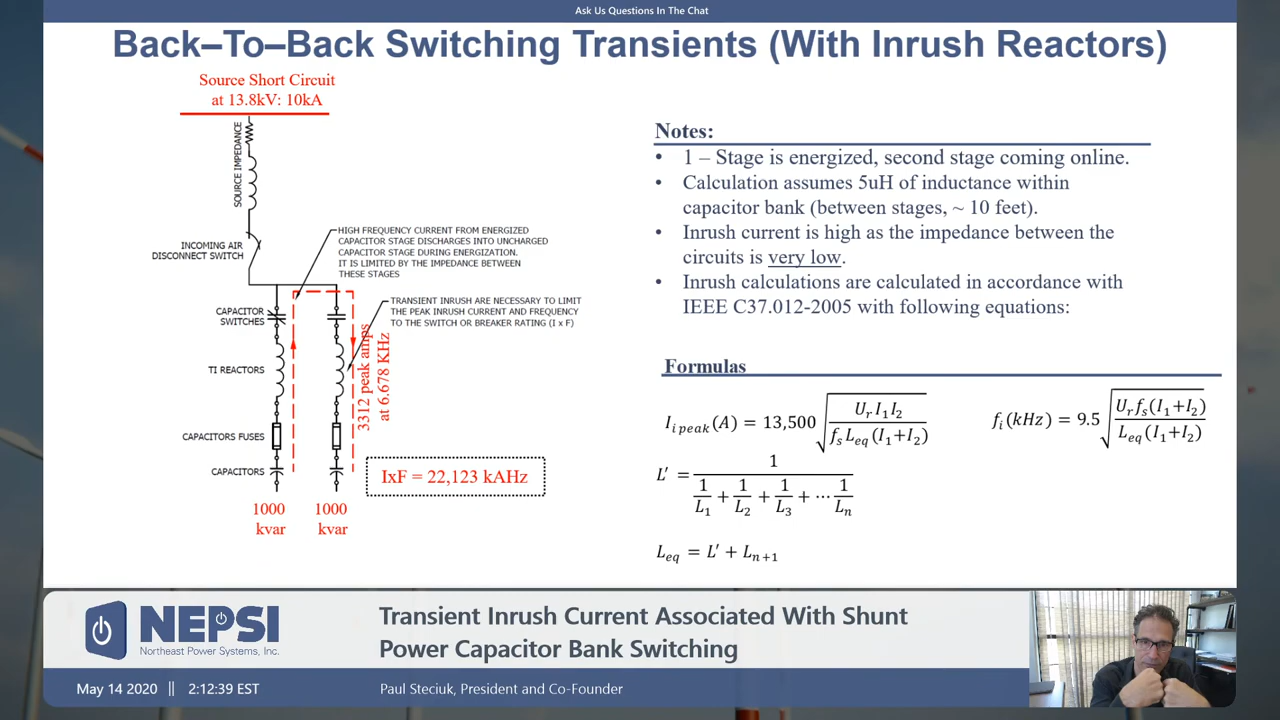 Ask Us Questions In The Chat
Back–To–Back Switching Transients (With Inrush Reactors)
Source Short Circuit
at 13.8kV: 10kA
SOURCE IMPEDANCE
INCOMING AIR
DISCONNECT SWITCH
HIGH FREQUENCY CURRENT FROM ENERGIZED
CAPACITOR STAGE DISCHARGES INTO UNCHARGED
CAPACITOR STAGE DURING ENERGIZATION.
IT IS LIMITED BY THE IMPEDANCE BETWEEN
THESE STAGES
TRANSIENT INRUSH ARE NECESSARY TO LIMIT
THE PEAK INRUSH CURRENT AND FREQUENCY
TO THE SWITCH OR BREAKER RATING (I x F)
CAPACITOR
SWITCHES
TI REACTORS
3312 peak amps
at 6.678 KHz
CAPACITORS FUSES
CAPACITORS
IxF = 22,123 kAHz
1000
kvar
1000
kvar
Notes:
• 1 – Stage is energized, second stage coming online.
• Calculation assumes 5uH of inductance within
capacitor bank (between stages, ~ 10 feet).
• Inrush current is high as the impedance between the
circuits is very low.
• Inrush calculations are calculated in accordance with
IEEE C37.012-2005 with following equations:
Formulas
I_{i peak}(A) = 13,500 √(U_r I_1 I_2 / f_s L_{eq}(I_1+I_2))
f_i(kHz) = 9.5 √(U_r f_s(I_1+I_2) / L_{eq}(I_1+I_2))
L′ = 1 / (1/L_1 + 1/L_2 + 1/L_3 + ⋯ 1/L_n)
L_{eq} = L′ + L_{n+1}
NEPSI
Northeast Power Systems, Inc.
Transient Inrush Current Associated With Shunt
Power Capacitor Bank Switching
May 14 2020 || 2:12:39 EST
Paul Steciuk, President and Co-Founder